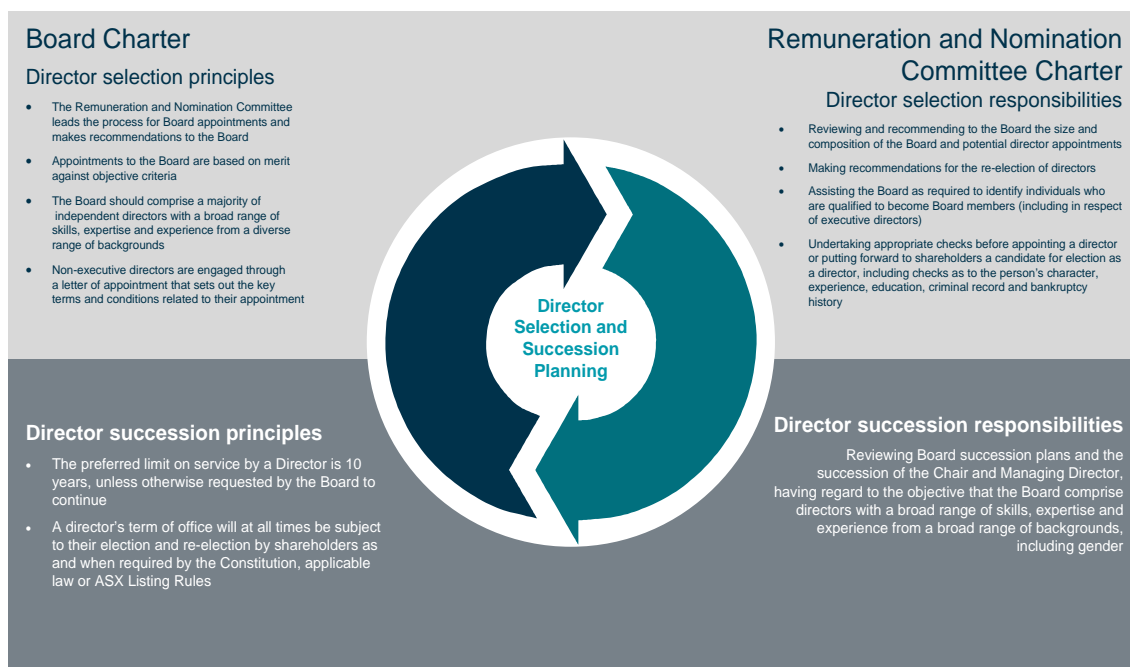 Board Charter
Director selection principles
• The Remuneration and Nomination Committee
leads the process for Board appointments and
makes recommendations to the Board
• Appointments to the Board are based on merit
against objective criteria
• The Board should comprise a majority of
independent directors with a broad range of
skills, expertise and experience from a diverse
range of backgrounds
• Non-executive directors are engaged through
a letter of appointment that sets out the key
terms and conditions related to their appointment
Remuneration and Nomination
Committee Charter
Director selection responsibilities
• Reviewing and recommending to the Board the size and
composition of the Board and potential director appointments
• Making recommendations for the re-election of directors
• Assisting the Board as required to identify individuals who
are qualified to become Board members (including in respect
of executive directors)
• Undertaking appropriate checks before appointing a director
or putting forward to shareholders a candidate for election as
a director, including checks as to the person's character,
experience, education, criminal record and bankruptcy
history
Director
Selection and
Succession
Planning
Director succession principles
• The preferred limit on service by a Director is 10
years, unless otherwise requested by the Board to
continue
• A director's term of office will at all times be subject
to their election and re-election by shareholders as
and when required by the Constitution, applicable
law or ASX Listing Rules
Director succession responsibilities
Reviewing Board succession plans and the
succession of the Chair and Managing Director,
having regard to the objective that the Board comprise
directors with a broad range of skills, expertise and
experience from a broad range of backgrounds,
including gender